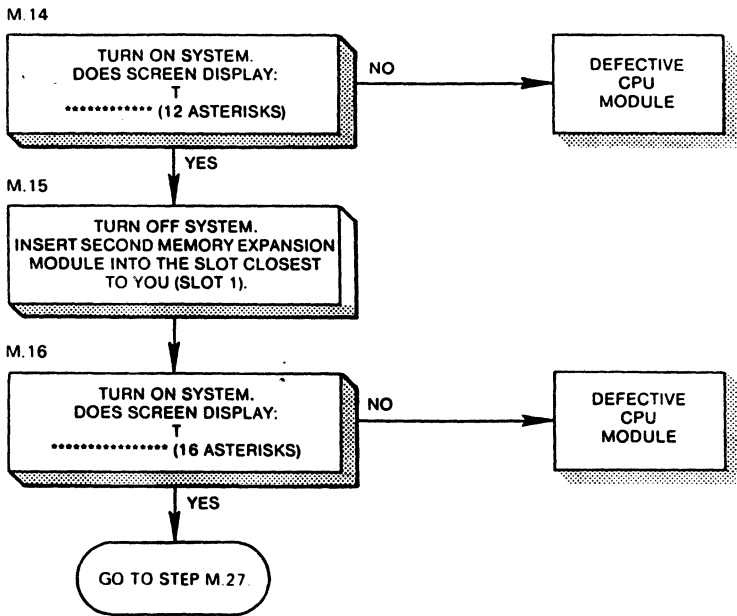 M.14
TURN ON SYSTEM.
DOES SCREEN DISPLAY:
T
************ (12 ASTERISKS)
NO
DEFECTIVE
CPU
MODULE
YES
M.15
TURN OFF SYSTEM.
INSERT SECOND MEMORY EXPANSION
MODULE INTO THE SLOT CLOSEST
TO YOU (SLOT 1).
M.16
TURN ON SYSTEM.
DOES SCREEN DISPLAY:
T
**************** (16 ASTERISKS)
NO
DEFECTIVE
CPU
MODULE
YES
GO TO STEP M.27.